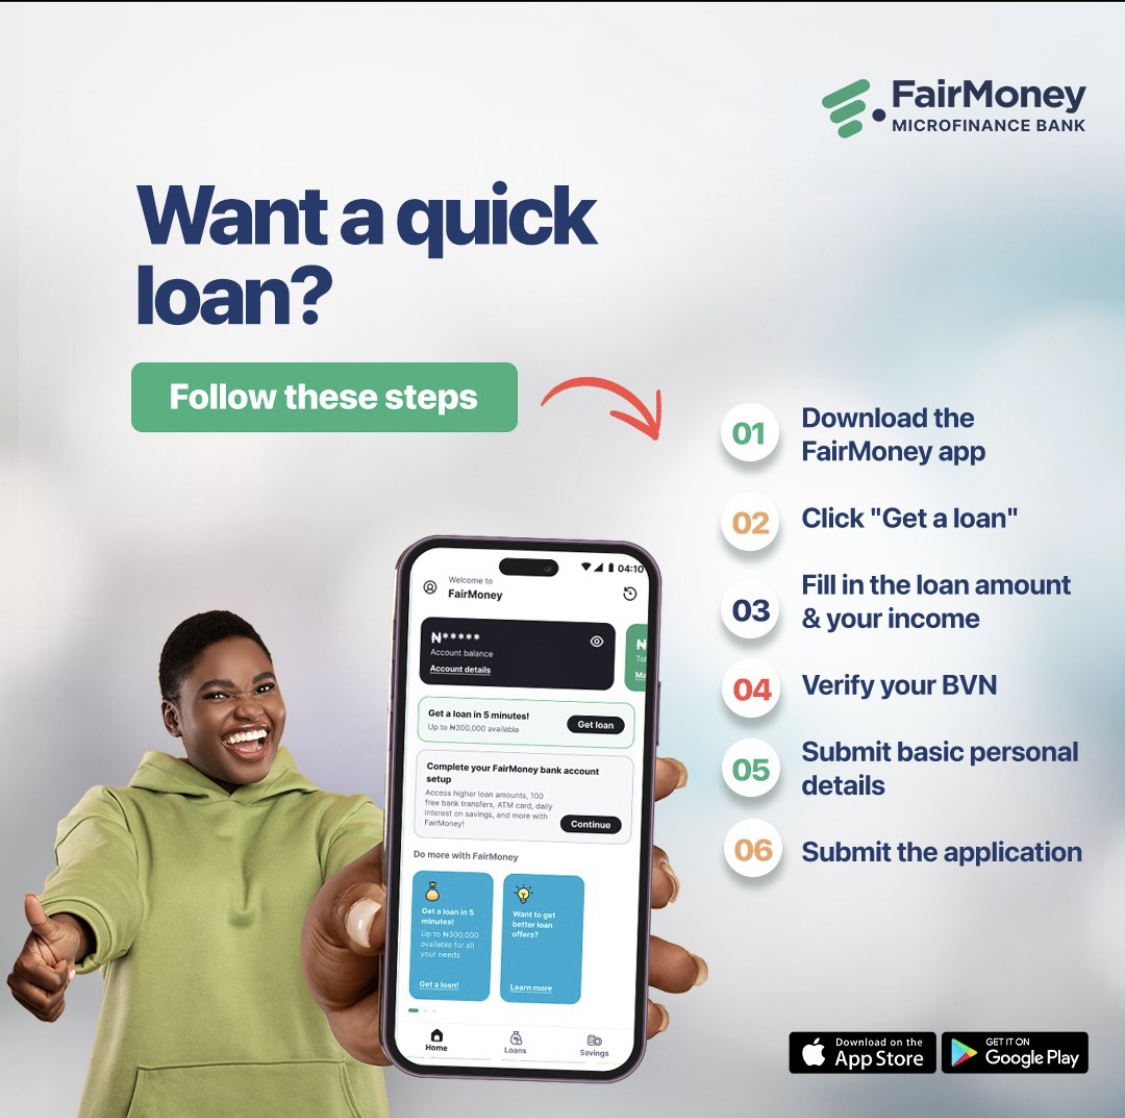 FairMoney
MICROFINANCE BANK
Want a quick
loan?
Follow these steps
01 Download the
FairMoney app
02 Click "Get a loan"
03 Fill in the loan amount
& your income
04 Verify your BVN
05 Submit basic personal
details
06 Submit the application
04:10
Welcome to
FairMoney
₦*****
Account balance
Account details
₦
Get a loan in 5 minutes!
Up to ₦300,000 available
Get loan
Complete your FairMoney bank account
setup
Access higher loan amounts, 100
free bank transfers, ATM card, daily
interest on savings, and more with
FairMoney!
Continue
Do more with FairMoney
Get a loan in 5
minutes!
Up to ₦300,000
available for all
your needs
Get a loan!
Want to get
better loan
offers?
Learn more
Home
Loans
Savings
Download on the
App Store
GET IT ON
Google Play